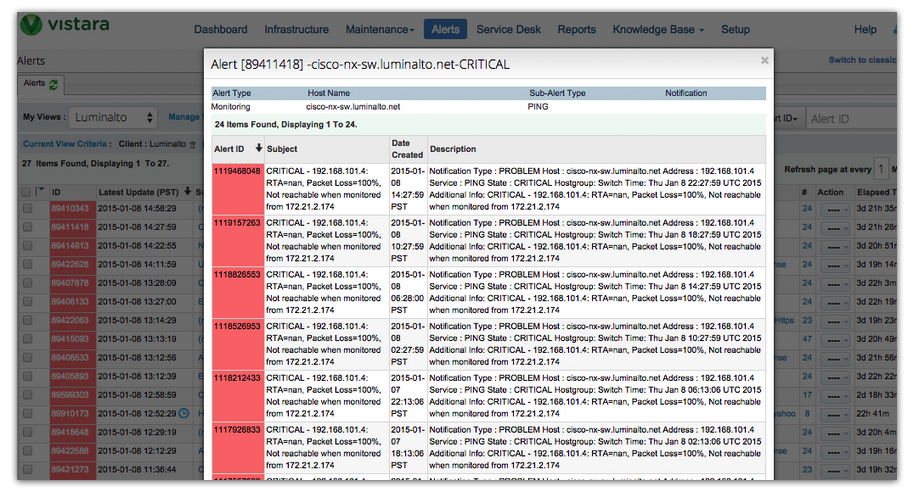 vistara
Dashboard Infrastructure Maintenance Alerts Service Desk Reports Knowledge Base Setup Help
Alerts
Switch to classic
Alerts
My Views : Luminalto Manage
Alert ID
Current View Criteria : Client : Luminalto
27 Items Found, Displaying 1 To 27.
Refresh page at every 1
ID Latest Update (PST)
# Action Elapsed
89410343 2015-01-08 14:58:29
24 ---- 3d 21h 35
89411418 2015-01-08 14:27:59
24 ---- 3d 21h 26
89414913 2015-01-08 14:22:55
24 ---- 3d 20h 51
89422628 2015-01-08 14:11:59
24 ---- 3d 19h 14
89407878 2015-01-08 13:28:09
24 ---- 3d 22h 3m
89406133 2015-01-08 13:27:00
24 ---- 3d 22h 19
89422063 2015-01-08 13:14:29
Https 23 ---- 3d 19h 23
89415093 2015-01-08 13:13:19
47 ---- 3d 20h 49
89408533 2015-01-08 13:12:56
24 ---- 3d 21h 56
89405893 2015-01-08 13:12:39
24 ---- 3d 22h 22
89599303 2015-01-08 12:58:59
17 ---- 2d 18h 33
89910173 2015-01-08 12:52:29
yahoo 8 ---- 22h 41m
89418648 2015-01-08 12:29:19
24 ---- 3d 20h 4m
89422588 2015-01-08 12:12:29
24 ---- 3d 19h 16
89421273 2015-01-08 11:36:44
23 ---- 3d 19h 32
Alert [89411418] -cisco-nx-sw.luminalto.net-CRITICAL
Alert Type Host Name Sub-Alert Type Notification
Monitoring cisco-nx-sw.luminalto.net PING
24 Items Found, Displaying 1 To 24.
Alert ID Subject Date Created Description
1119468048 CRITICAL - 192.168.101.4: 2015-01- Notification Type : PROBLEM Host : cisco-nx-sw.luminalto.net Address : 192.168.101.4
RTA=nan, Packet Loss=100%, 08 Service : PING State : CRITICAL Hostgroup: Switch Time: Thu Jan 8 22:27:59 UTC 2015
Not reachable when monitored 14:27:59 Additional Info: CRITICAL - 192.168.101.4: RTA=nan, Packet Loss=100%, Not reachable
from 172.21.2.174 PST when monitored from 172.21.2.174
1119157263 CRITICAL - 192.168.101.4: 2015-01- Notification Type : PROBLEM Host : cisco-nx-sw.luminalto.net Address : 192.168.101.4
RTA=nan, Packet Loss=100%, 08 Service : PING State : CRITICAL Hostgroup: Switch Time: Thu Jan 8 18:27:59 UTC 2015
Not reachable when monitored 10:27:59 Additional Info: CRITICAL - 192.168.101.4: RTA=nan, Packet Loss=100%, Not reachable
from 172.21.2.174 PST when monitored from 172.21.2.174
1118826553 CRITICAL - 192.168.101.4: 2015-01- Notification Type : PROBLEM Host : cisco-nx-sw.luminalto.net Address : 192.168.101.4
RTA=nan, Packet Loss=100%, 08 Service : PING State : CRITICAL Hostgroup: Switch Time: Thu Jan 8 14:27:59 UTC 2015
Not reachable when monitored 06:28:00 Additional Info: CRITICAL - 192.168.101.4: RTA=nan, Packet Loss=100%, Not reachable
from 172.21.2.174 PST when monitored from 172.21.2.174
1118526953 CRITICAL - 192.168.101.4: 2015-01- Notification Type : PROBLEM Host : cisco-nx-sw.luminalto.net Address : 192.168.101.4
RTA=nan, Packet Loss=100%, 08 Service : PING State : CRITICAL Hostgroup: Switch Time: Thu Jan 8 10:27:59 UTC 2015
Not reachable when monitored 02:27:59 Additional Info: CRITICAL - 192.168.101.4: RTA=nan, Packet Loss=100%, Not reachable
from 172.21.2.174 PST when monitored from 172.21.2.174
1118212433 CRITICAL - 192.168.101.4: 2015-01- Notification Type : PROBLEM Host : cisco-nx-sw.luminalto.net Address : 192.168.101.4
RTA=nan, Packet Loss=100%, 07 Service : PING State : CRITICAL Hostgroup: Switch Time: Thu Jan 8 06:13:06 UTC 2015
Not reachable when monitored 22:13:06 Additional Info: CRITICAL - 192.168.101.4: RTA=nan, Packet Loss=100%, Not reachable
from 172.21.2.174 PST when monitored from 172.21.2.174
1117926833 CRITICAL - 192.168.101.4: 2015-01- Notification Type : PROBLEM Host : cisco-nx-sw.luminalto.net Address : 192.168.101.4
RTA=nan, Packet Loss=100%, 07 Service : PING State : CRITICAL Hostgroup: Switch Time: Thu Jan 8 02:13:06 UTC 2015
Not reachable when monitored 18:13:06 Additional Info: CRITICAL - 192.168.101.4: RTA=nan, Packet Loss=100%, Not reachable
from 172.21.2.174 PST when monitored from 172.21.2.174